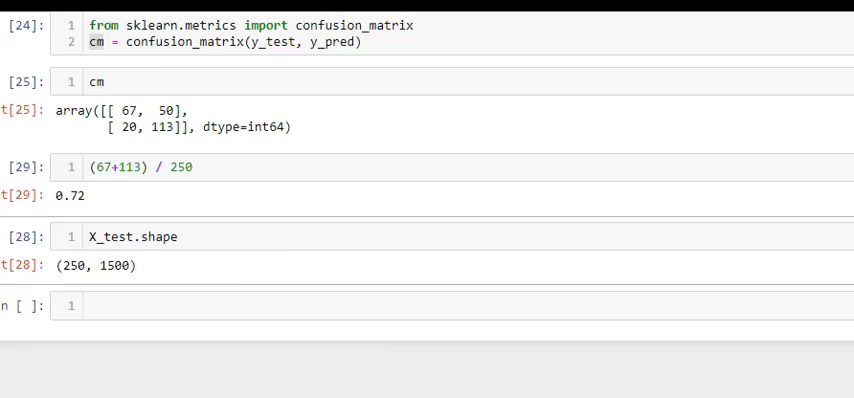 [24]: 1 from sklearn.metrics import confusion_matrix
2 cm = confusion_matrix(y_test, y_pred)
[25]: 1 cm
t[25]: array([[ 67,  50],
[ 20, 113]], dtype=int64)
[29]: 1 (67+113) / 250
t[29]: 0.72
[28]: 1 X_test.shape
t[28]: (250, 1500)
n [ ]: 1